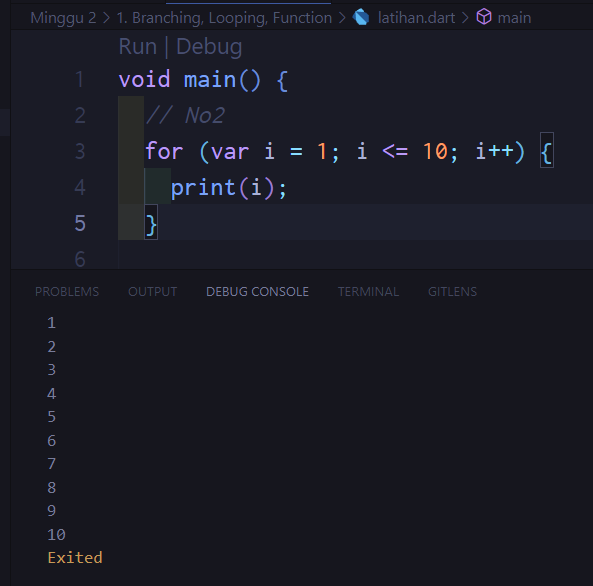 Minggu 2 > 1. Branching, Looping, Function > latihan.dart > main
Run | Debug
1 void main() {
2 // No2
3 for (var i = 1; i <= 10; i++) {
4 print(i);
5 }
6
PROBLEMS OUTPUT DEBUG CONSOLE TERMINAL GITLENS
1
2
3
4
5
6
7
8
9
10
Exited